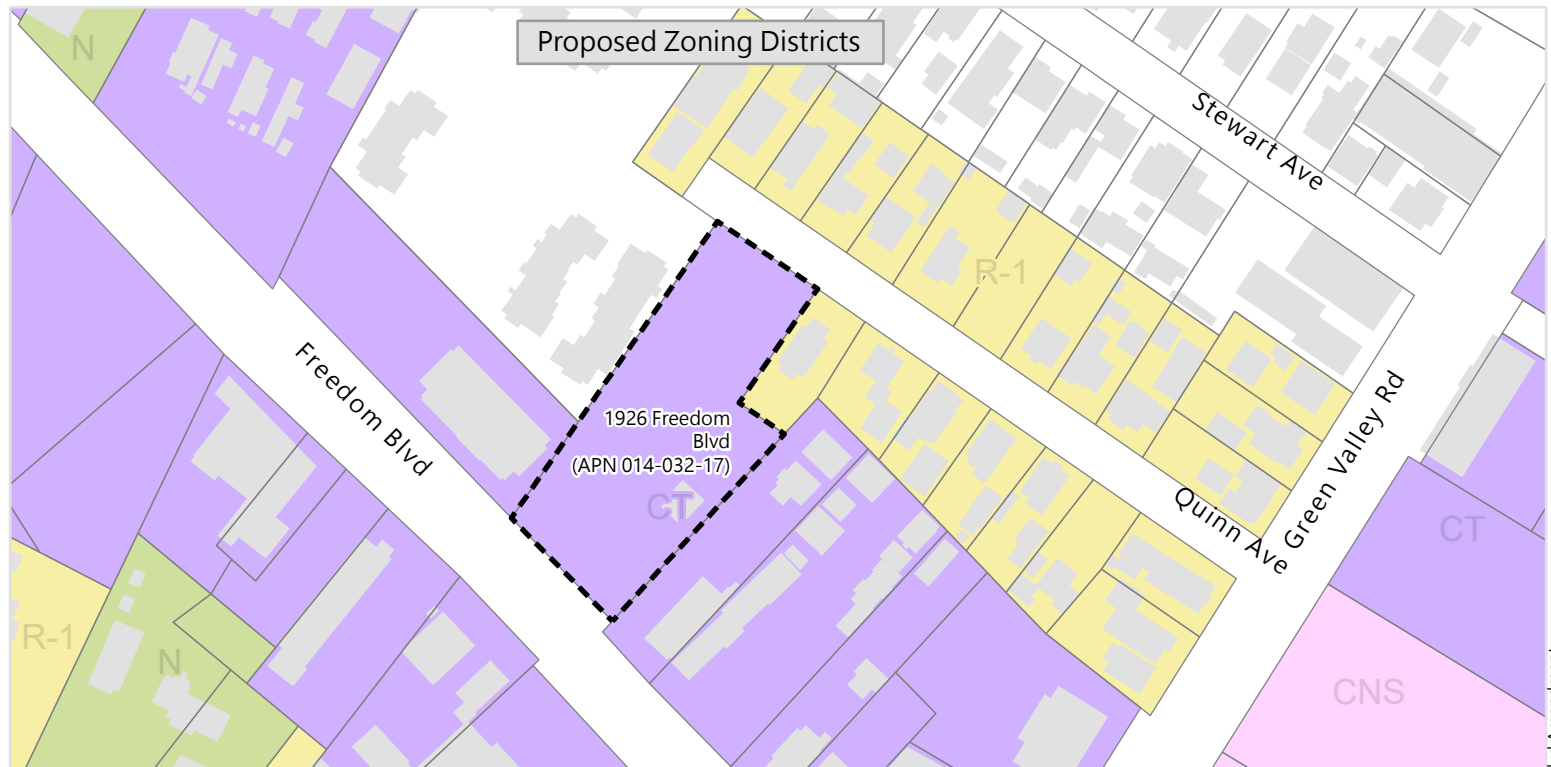 Proposed Zoning Districts
N
Stewart Ave
R-1
Freedom Blvd
1926 Freedom
Blvd
(APN 014-032-17)
CT
Green Valley Rd
Quinn Ave
CT
R-1
N
CNS